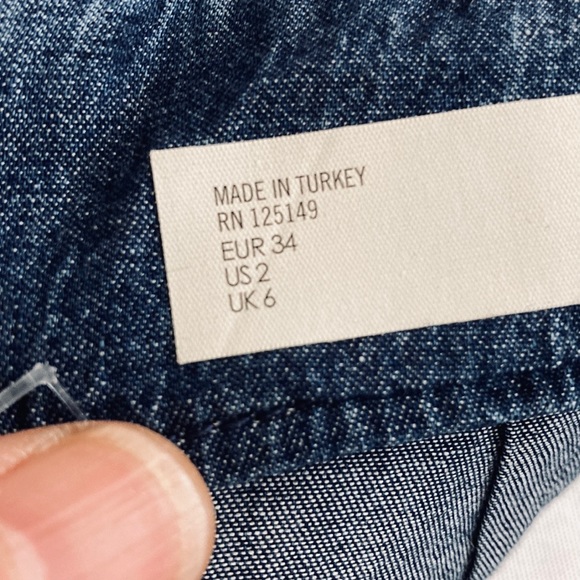 MADE IN TURKEY
RN 125149
EUR 34
US 2
UK 6